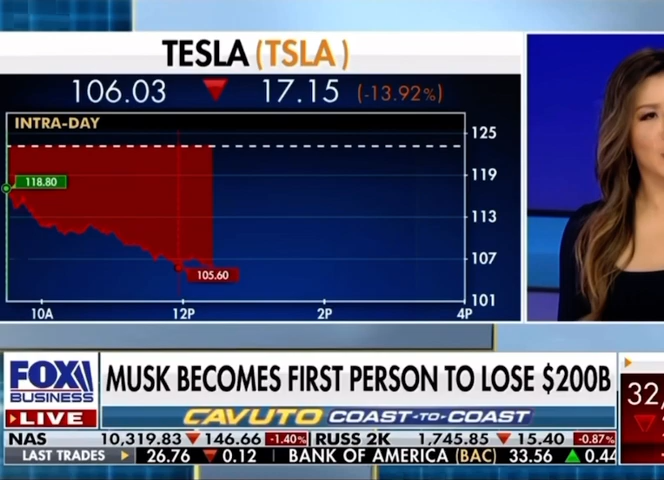 TESLA (TSLA)
106.03 ▼ 17.15 (-13.92%)
INTRA-DAY
125
119
118.80
113
107
105.60
101
10A 12P 2P 4P
FOX BUSINESS
MUSK BECOMES FIRST PERSON TO LOSE $200B
32,
LIVE
CAVUTO COAST-TO-COAST
NAS 10,319.83 ▼ 146.66 -1.40% RUSS 2K 1,745.85 ▼ 15.40 -0.87%
LAST TRADES 26.76 ▼ 0.12 BANK OF AMERICA (BAC) 33.56 ▲ 0.44